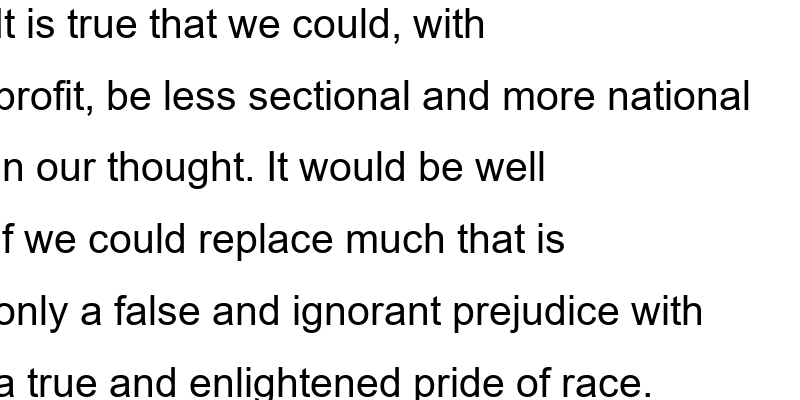 It is true that we could, with
profit, be less sectional and more national
in our thought. It would be well
if we could replace much that is
only a false and ignorant prejudice with
a true and enlightened pride of race.